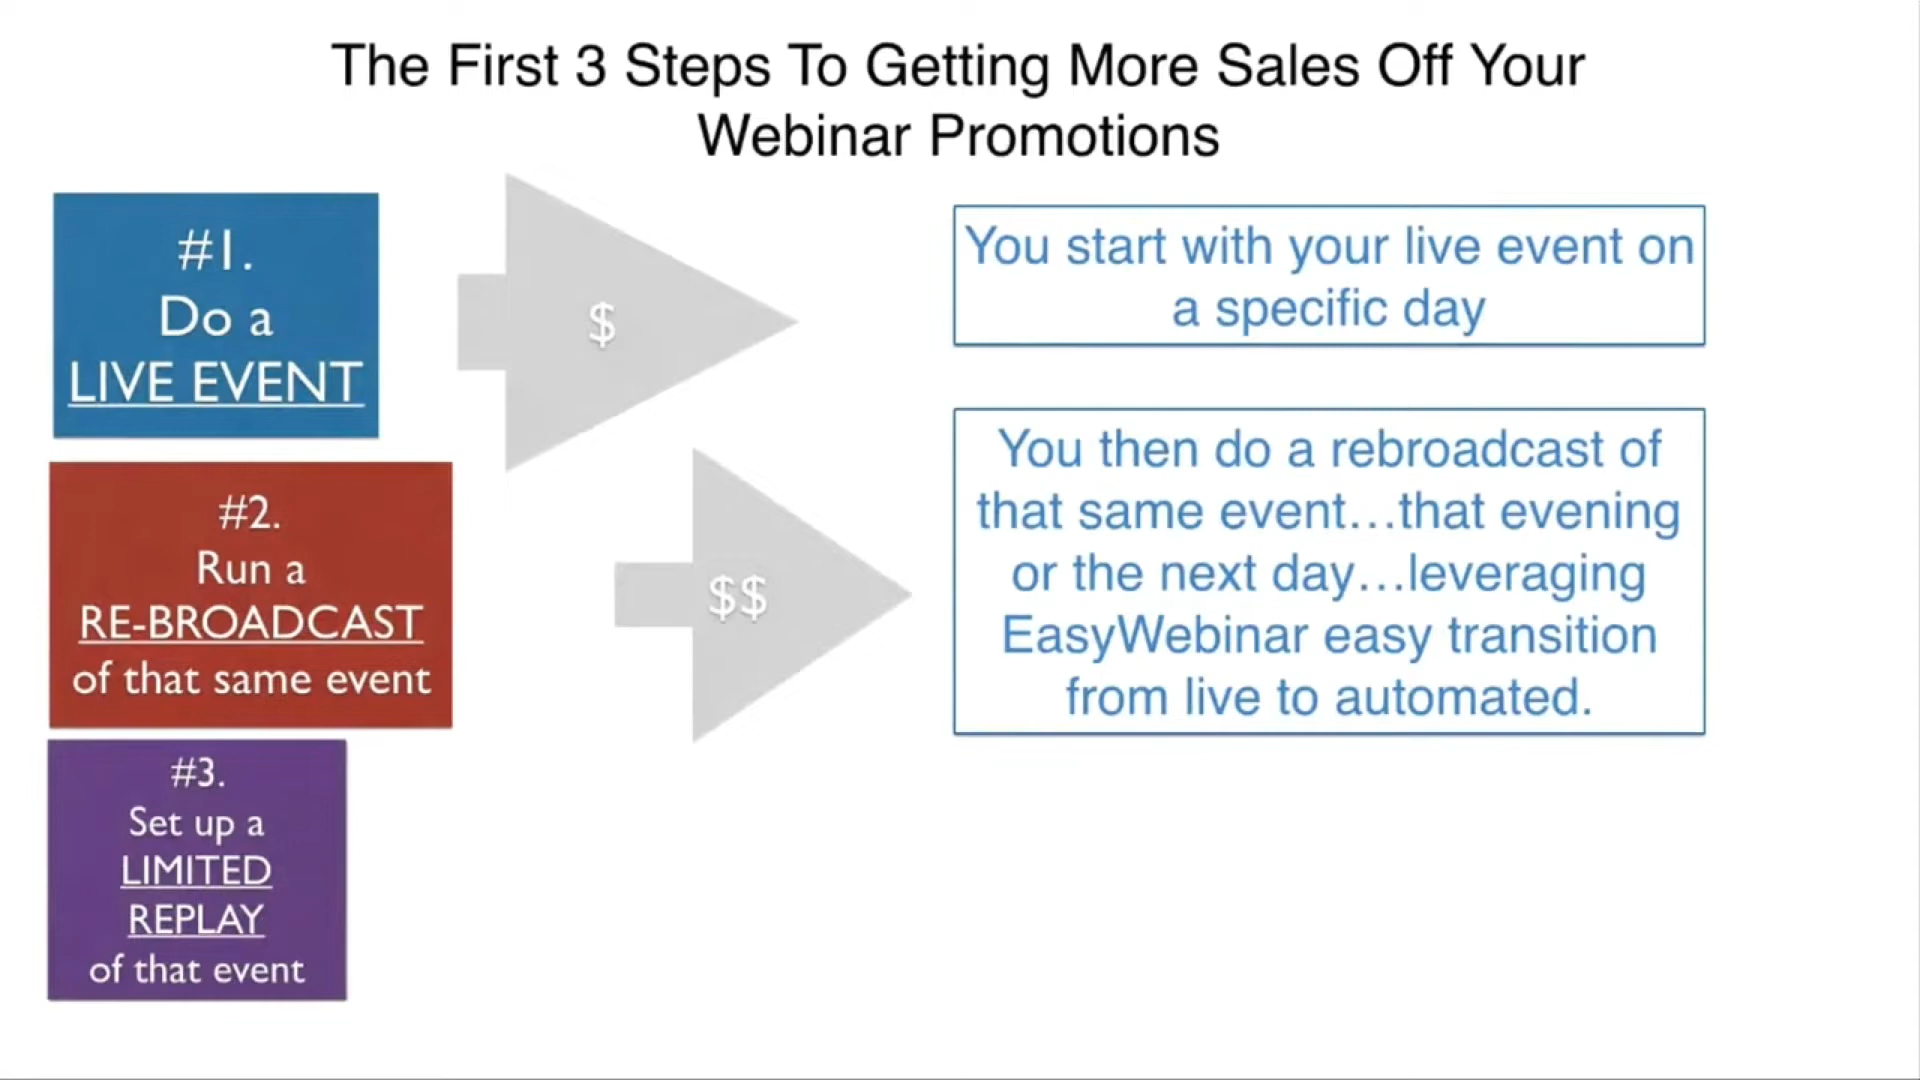 The First 3 Steps To Getting More Sales Off Your
Webinar Promotions
#1.
Do a
LIVE EVENT
$
You start with your live event on
a specific day
#2.
Run a
RE-BROADCAST
of that same event
$$
You then do a rebroadcast of
that same event...that evening
or the next day...leveraging
EasyWebinar easy transition
from live to automated.
#3.
Set up a
LIMITED
REPLAY
of that event